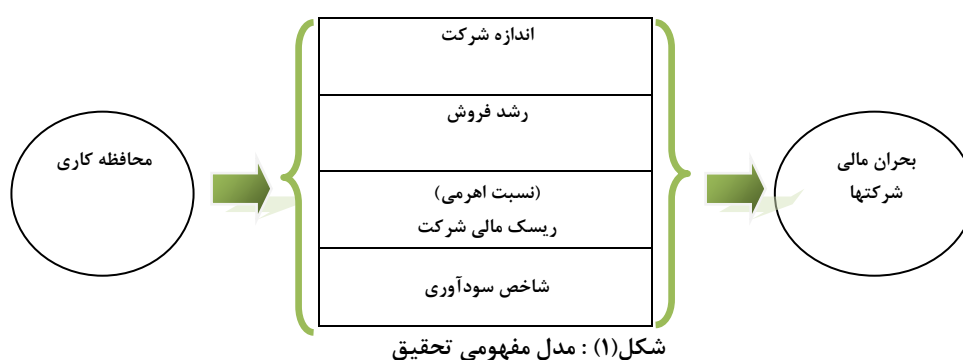 اندازه شرکت
رشد فروش
محافظه کاری
بحران مالی
شرکتها
(نسبت اهرمی)
ریسک مالی شرکت
شاخص سودآوری
شکل(۱) : مدل مفهومی تحقیق